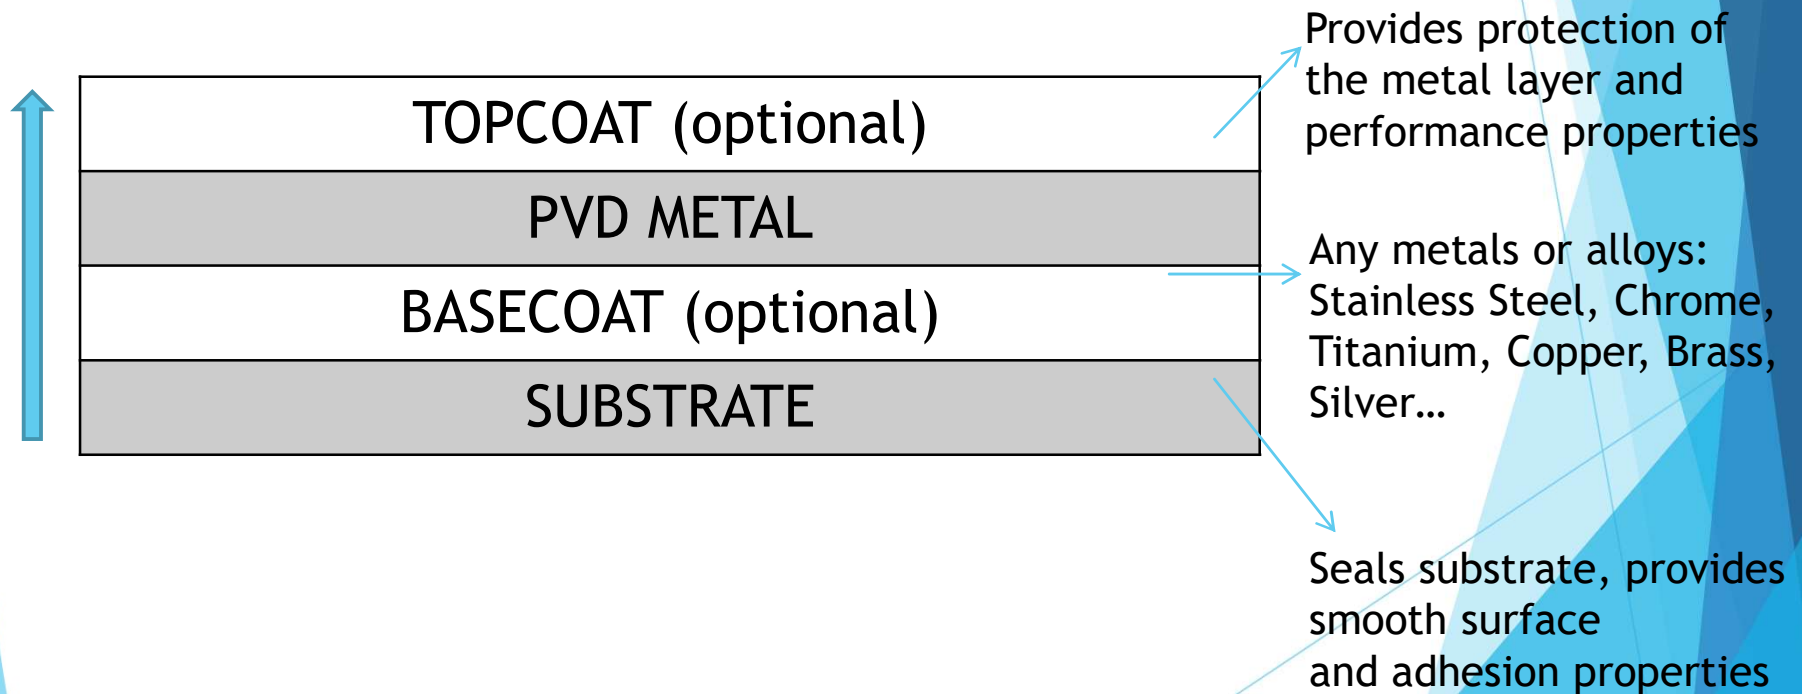 TOPCOAT (optional)
PVD METAL
BASECOAT (optional)
SUBSTRATE
Provides protection of
the metal layer and
performance properties
Any metals or alloys:
Stainless Steel, Chrome,
Titanium, Copper, Brass,
Silver…
Seals substrate, provides
smooth surface
and adhesion properties